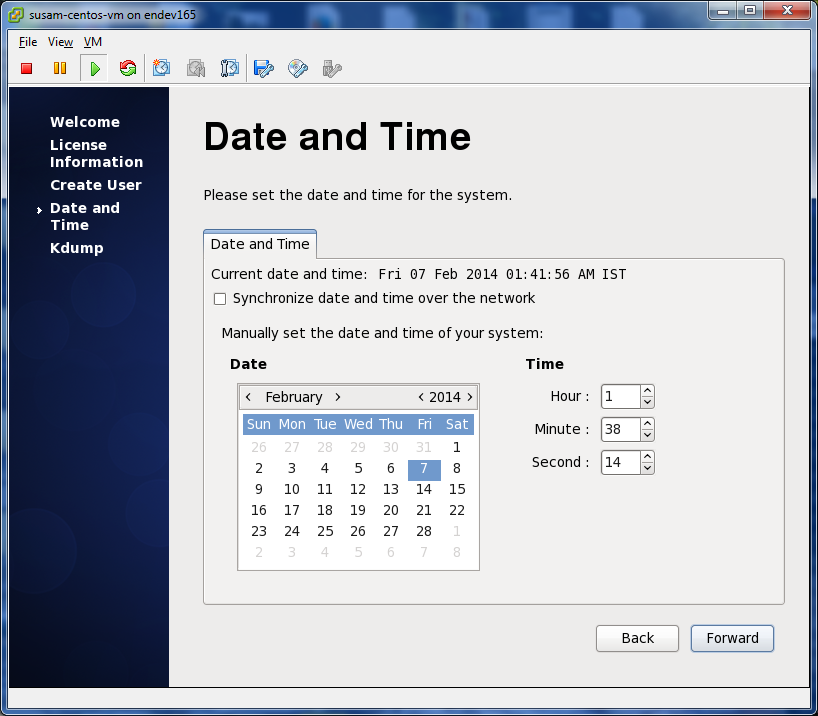 susam-centos-vm on endev165
File View VM
Welcome
License
Information
Create User
Date and
Time
Kdump
Date and Time
Please set the date and time for the system.
Date and Time
Current date and time: Fri 07 Feb 2014 01:41:56 AM IST
Synchronize date and time over the network
Manually set the date and time of your system:
Date
< February > < 2014 >
Sun Mon Tue Wed Thu Fri Sat
26 27 28 29 30 31 1
2 3 4 5 6 7 8
9 10 11 12 13 14 15
16 17 18 19 20 21 22
23 24 25 26 27 28 1
2 3 4 5 6 7 8
Time
Hour : 1
Minute : 38
Second : 14
Back Forward